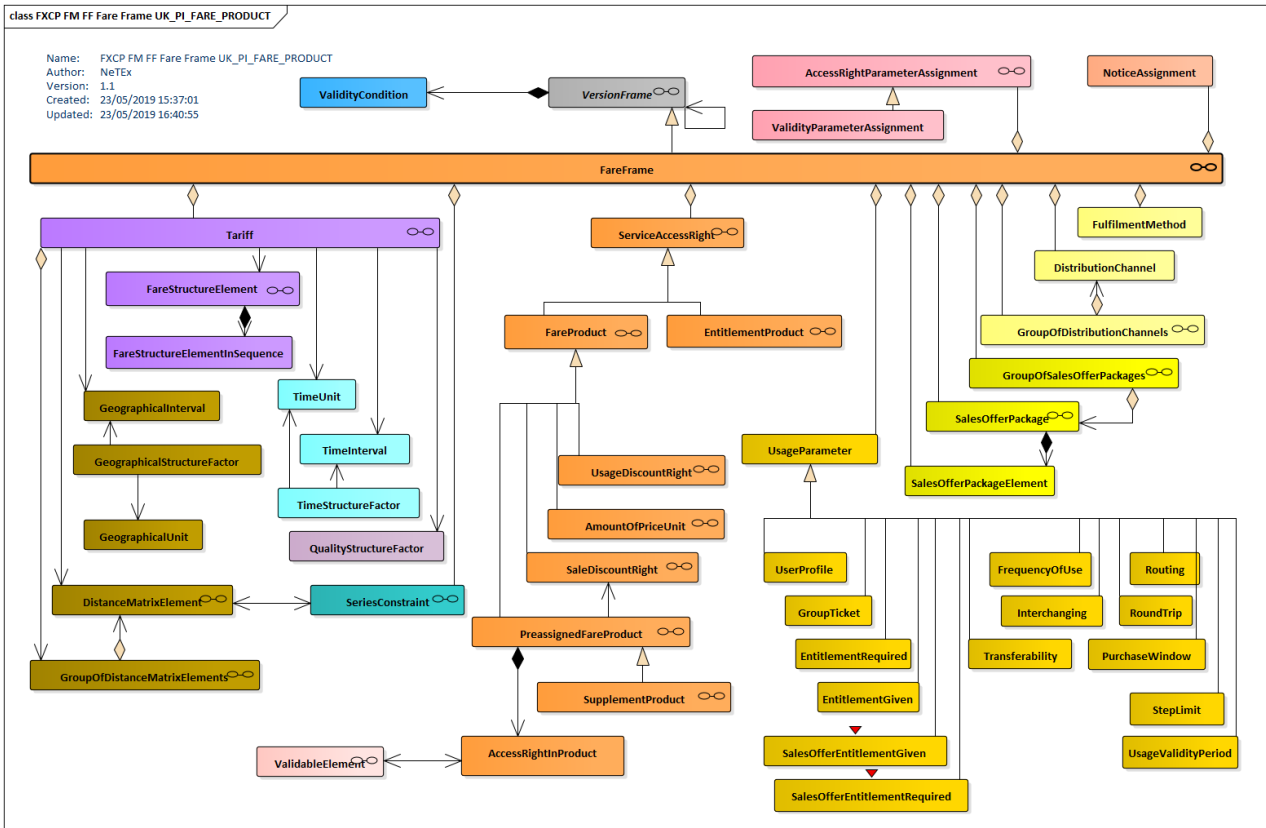 class FXCP FM FF Fare Frame UK_PI_FARE_PRODUCT
Name: FXCP FM FF Fare Frame UK_PI_FARE_PRODUCT
Author: NeTEx
Version: 1.1
Created: 23/05/2019 15:37:01
Updated: 23/05/2019 16:40:55
ValidityCondition
VersionFrame
AccessRightParameterAssignment
NoticeAssignment
ValidityParameterAssignment
FareFrame
Tariff
ServiceAccessRight
FulfilmentMethod
DistributionChannel
FareStructureElement
FareProduct
EntitlementProduct
GroupOfDistributionChannels
FareStructureElementInSequence
GroupOfSalesOfferPackages
TimeUnit
GeographicalInterval
SalesOfferPackage
TimeInterval
UsageParameter
GeographicalStructureFactor
UsageDiscountRight
SalesOfferPackageElement
TimeStructureFactor
AmountOfPriceUnit
GeographicalUnit
QualityStructureFactor
SaleDiscountRight
UserProfile
FrequencyOfUse
Routing
DistanceMatrixElement
SeriesConstraint
GroupTicket
Interchanging
RoundTrip
PreassignedFareProduct
EntitlementRequired
Transferability
PurchaseWindow
GroupOfDistanceMatrixElements
SupplementProduct
EntitlementGiven
StepLimit
AccessRightInProduct
SalesOfferEntitlementGiven
UsageValidityPeriod
ValidableElement
SalesOfferEntitlementRequired